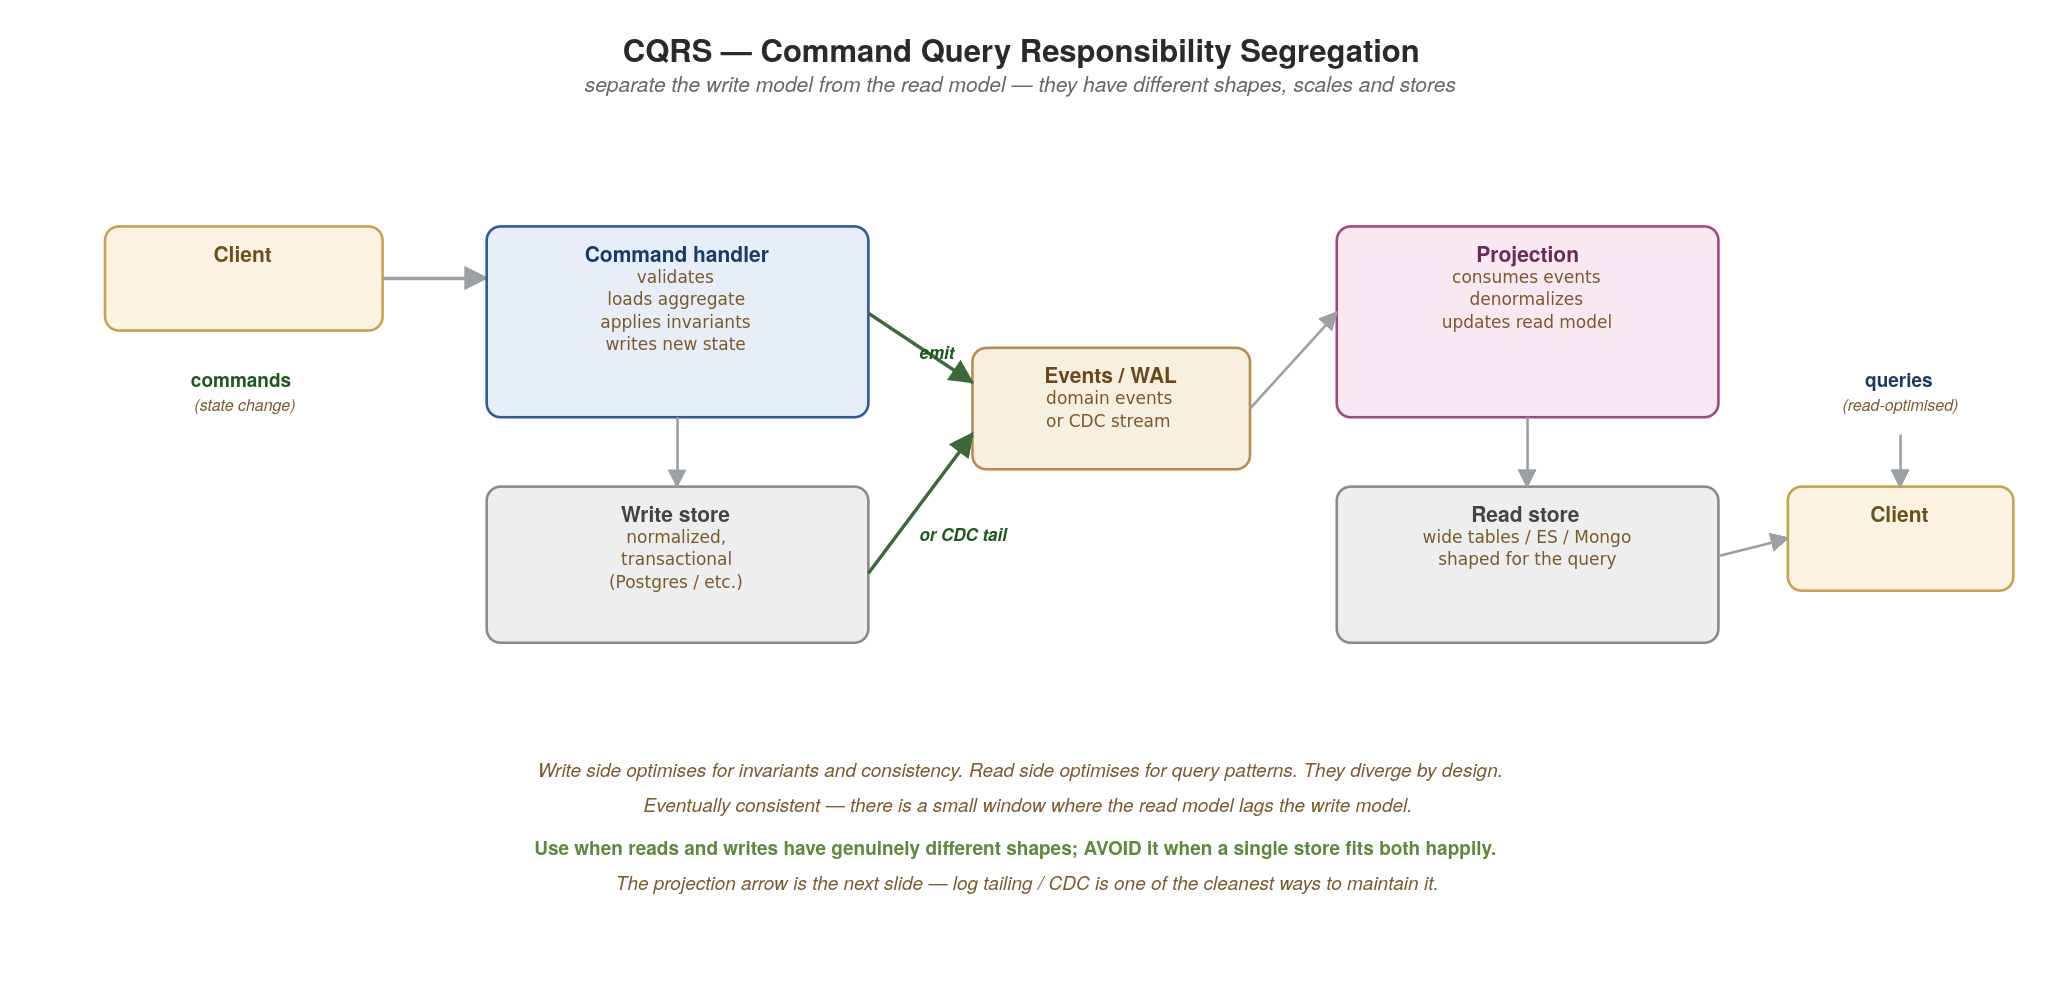 CQRS — Command Query Responsibility Segregation
separate the write model from the read model — they have different shapes, scales and stores
Client
commands
(state change)
Command handler
validates
loads aggregate
applies invariants
writes new state
Write store
normalized,
transactional
(Postgres / etc.)
emit
or CDC tail
Events / WAL
domain events
or CDC stream
Projection
consumes events
denormalizes
updates read model
Read store
wide tables / ES / Mongo
shaped for the query
queries
(read-optimised)
Client
Write side optimises for invariants and consistency. Read side optimises for query patterns. They diverge by design.
Eventually consistent — there is a small window where the read model lags the write model.
Use when reads and writes have genuinely different shapes; AVOID it when a single store fits both happily.
The projection arrow is the next slide — log tailing / CDC is one of the cleanest ways to maintain it.